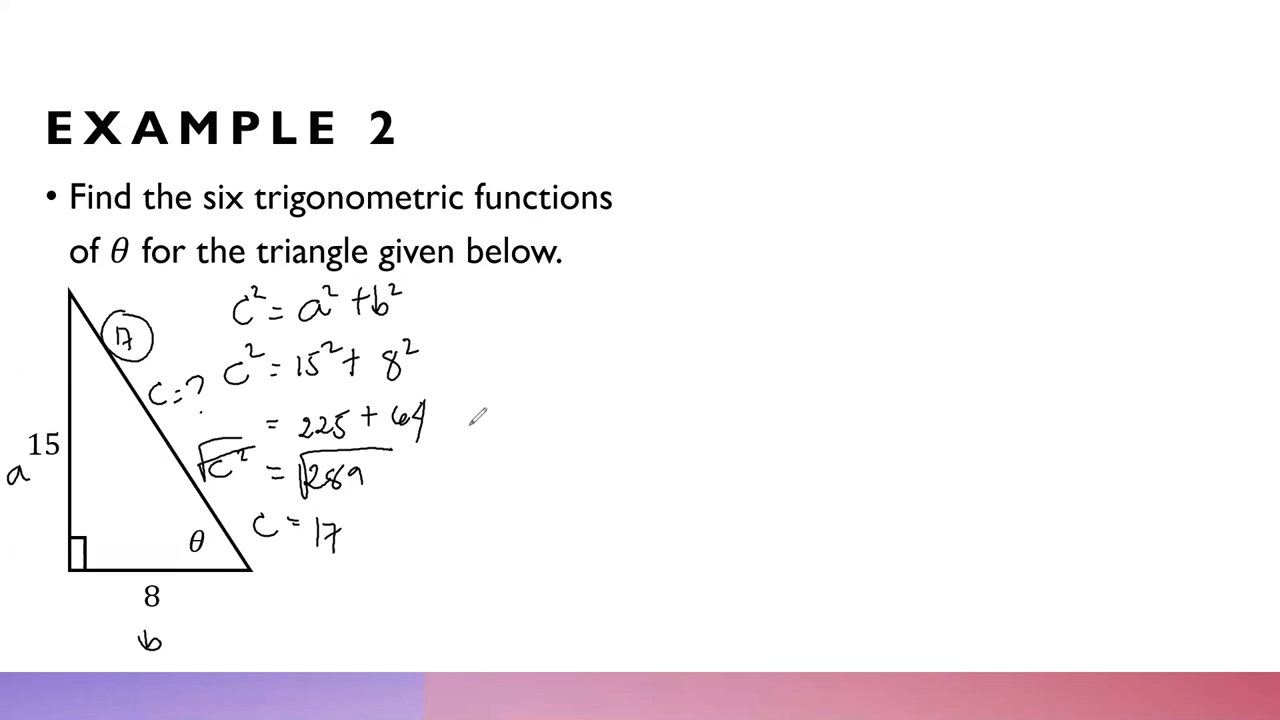 EXAMPLE 2
• Find the six trigonometric functions
of θ for the triangle given below.
c² = a² + b²
17
c² = 15² + 8²
c = ?
= 225 + 64
15
a
√c² = √289
c = 17
θ
8
b